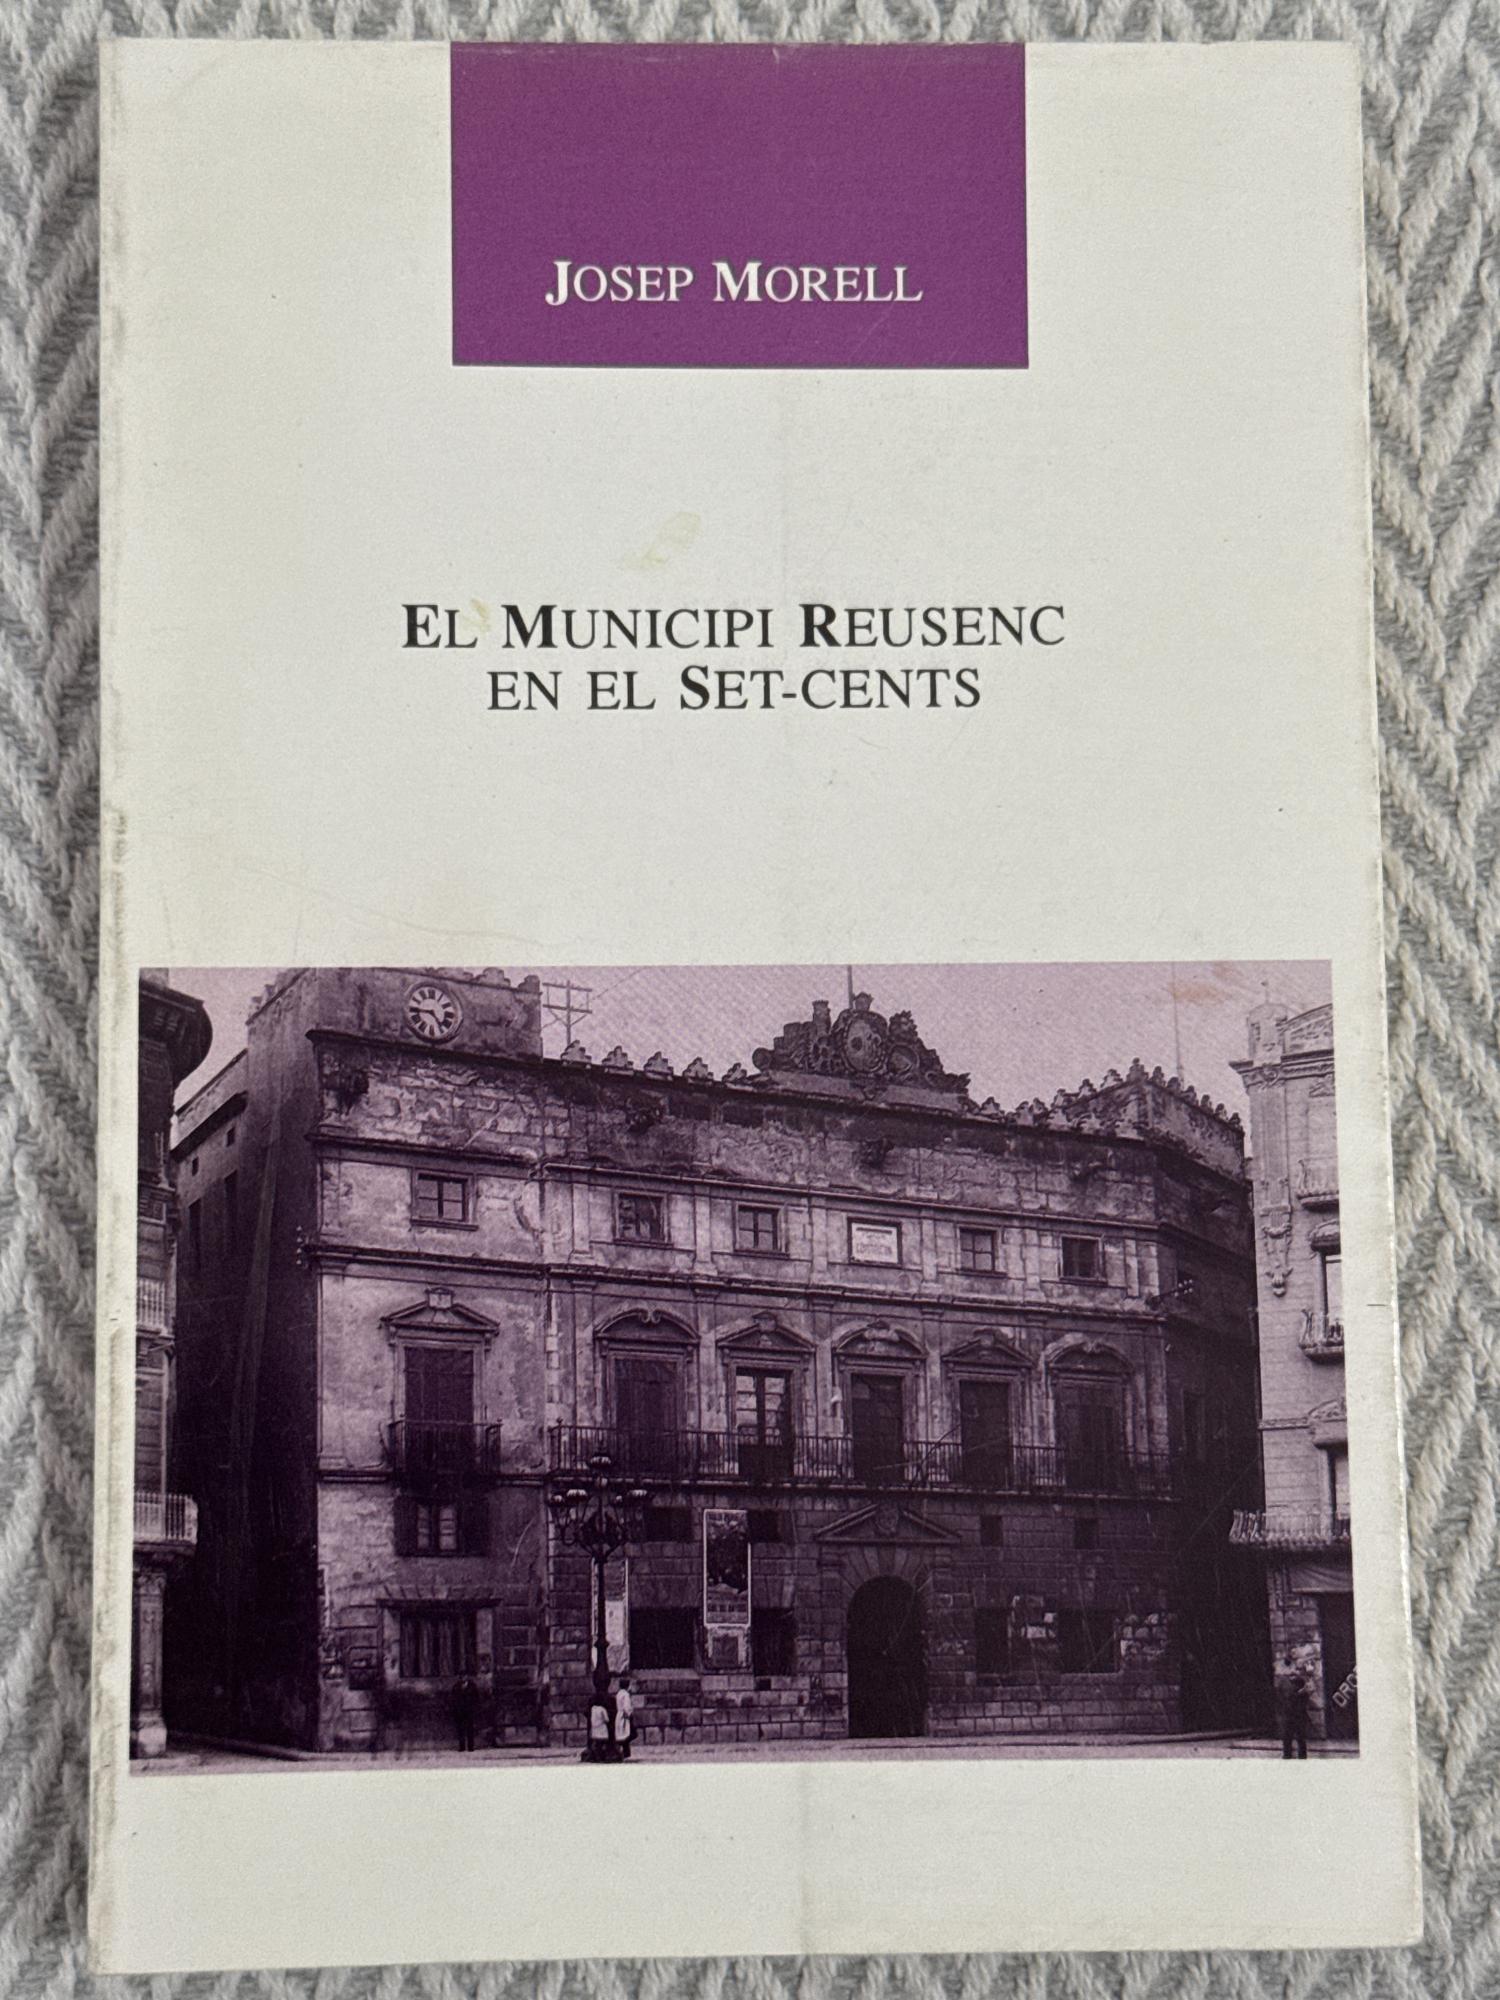 JOSEP MORELL
EL MUNICIPI REUSENC
EN EL SET-CENTS